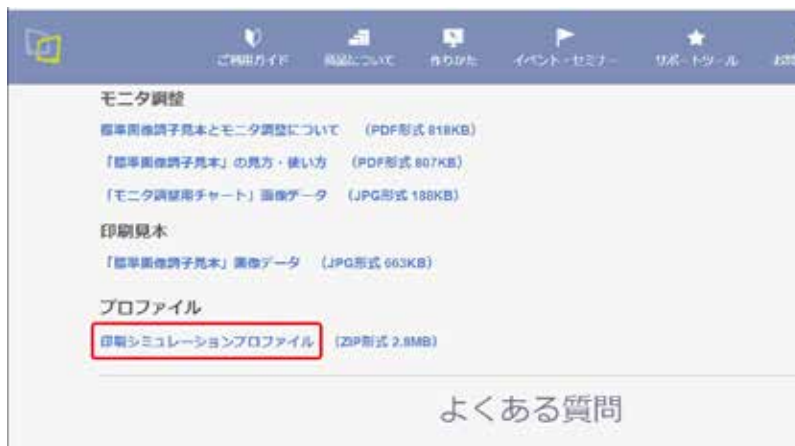 ご利用ガイド 商品について 作りかた イベント・セミナー サポートツール
モニタ調整
標準画像調子見本とモニタ調整について (PDF形式 818KB)
「標準画像調子見本」の見方・使い方 (PDF形式 807KB)
「モニタ調整用チャート」画像データ (JPG形式 188KB)
印刷見本
「標準画像調子見本」画像データ (JPG形式 663KB)
プロファイル
印刷シミュレーションプロファイル (ZIP形式 2.8MB)
よくある質問